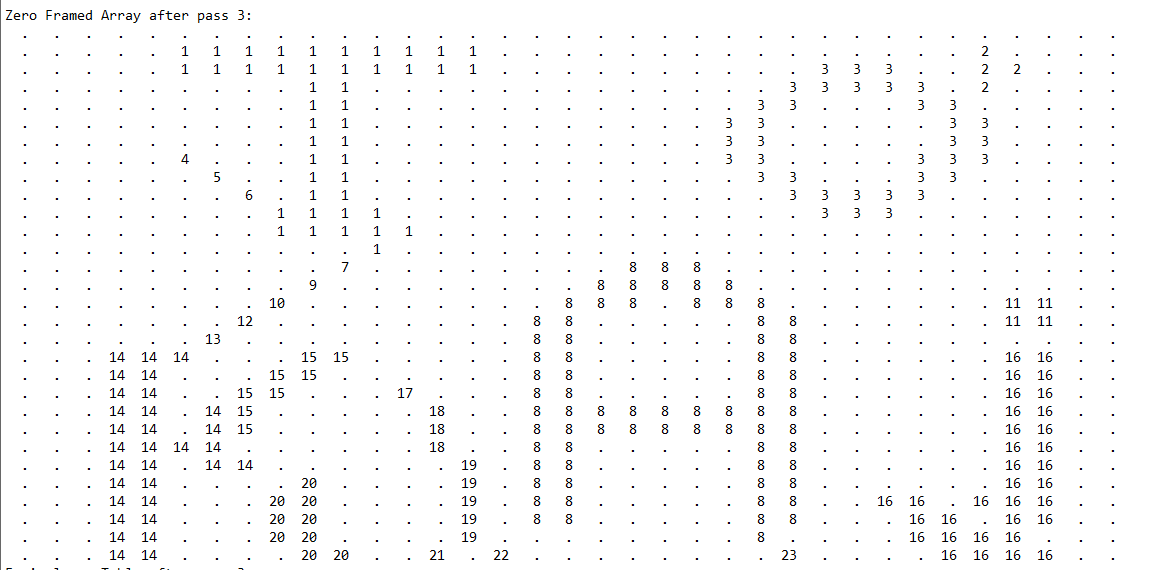 Zero Framed Array after pass 3:
. . . . . . . . . . . . . . . . . . . . . . . . . . . . . . . . . . .
. . . . . 1 1 1 1 1 1 1 1 1 1 . . . . . . . . . . . . . . . 2 . . . .
. . . . . 1 1 1 1 1 1 1 1 1 1 . . . . . . . . . . 3 3 3 . . 2 2 . . .
. . . . . . . . . 1 1 . . . . . . . . . . . . . 3 3 3 3 3 . 2 . . . .
. . . . . . . . . 1 1 . . . . . . . . . . . . 3 3 . . . 3 3 . . . . .
. . . . . . . . . 1 1 . . . . . . . . . . . 3 3 . . . . . 3 3 . . . .
. . . . . . . . . 1 1 . . . . . . . . . . . 3 3 . . . . . 3 3 . . . .
. . . . . 4 . . . 1 1 . . . . . . . . . . . 3 3 . . . . 3 3 3 . . . .
. . . . . . 5 . . 1 1 . . . . . . . . . . . . 3 3 . . . 3 3 . . . . .
. . . . . . . 6 . 1 1 . . . . . . . . . . . . . 3 3 3 3 3 . . . . . .
. . . . . . . . 1 1 1 1 . . . . . . . . . . . . . 3 3 3 . . . . . . .
. . . . . . . . 1 1 1 1 1 . . . . . . . . . . . . . . . . . . . . . .
. . . . . . . . . . . 1 . . . . . . . . . . . . . . . . . . . . . . .
. . . . . . . . . . 7 . . . . . . . . 8 8 8 . . . . . . . . . . . . .
. . . . . . . . . 9 . . . . . . . . 8 8 8 8 8 . . . . . . . . . . . .
. . . . . . . . 10 . . . . . . . . 8 8 8 . 8 8 8 . . . . . . . 11 11 . .
. . . . . . . 12 . . . . . . . . 8 8 . . . . . 8 8 . . . . . . 11 11 . .
. . . . . . 13 . . . . . . . . . 8 8 . . . . . 8 8 . . . . . . . . . .
. . . 14 14 14 . . . 15 15 . . . . . 8 8 . . . . . 8 8 . . . . . . 16 16 . .
. . . 14 14 . . . 15 15 . . . . . . 8 8 . . . . . 8 8 . . . . . . 16 16 . .
. . . 14 14 . . 15 15 . . . 17 . . . 8 8 . . . . . 8 8 . . . . . . 16 16 . .
. . . 14 14 . 14 15 . . . . . 18 . . 8 8 8 8 8 8 8 8 8 . . . . . . 16 16 . .
. . . 14 14 . 14 15 . . . . . 18 . . 8 8 8 8 8 8 8 8 8 . . . . . . 16 16 . .
. . . 14 14 14 14 . . . . . . 18 . . 8 8 . . . . . 8 8 . . . . . . 16 16 . .
. . . 14 14 . 14 14 . . . . . . 19 . 8 8 . . . . . 8 8 . . . . . . 16 16 . .
. . . 14 14 . . . . 20 . . . . 19 . 8 8 . . . . . 8 8 . . . . . . 16 16 . .
. . . 14 14 . . . 20 20 . . . . 19 . 8 8 . . . . . 8 8 . . 16 16 . 16 16 16 . .
. . . 14 14 . . . 20 20 . . . . 19 . 8 8 . . . . . 8 8 . . . 16 16 . 16 16 . .
. . . 14 14 . . . 20 20 . . . . 19 . . . . . . . . 8 . . . . 16 16 16 16 . . .
. . . 14 14 . . . . 20 20 . . 21 . 22 . . . . . . . . 23 . . . . 16 16 16 16 . .